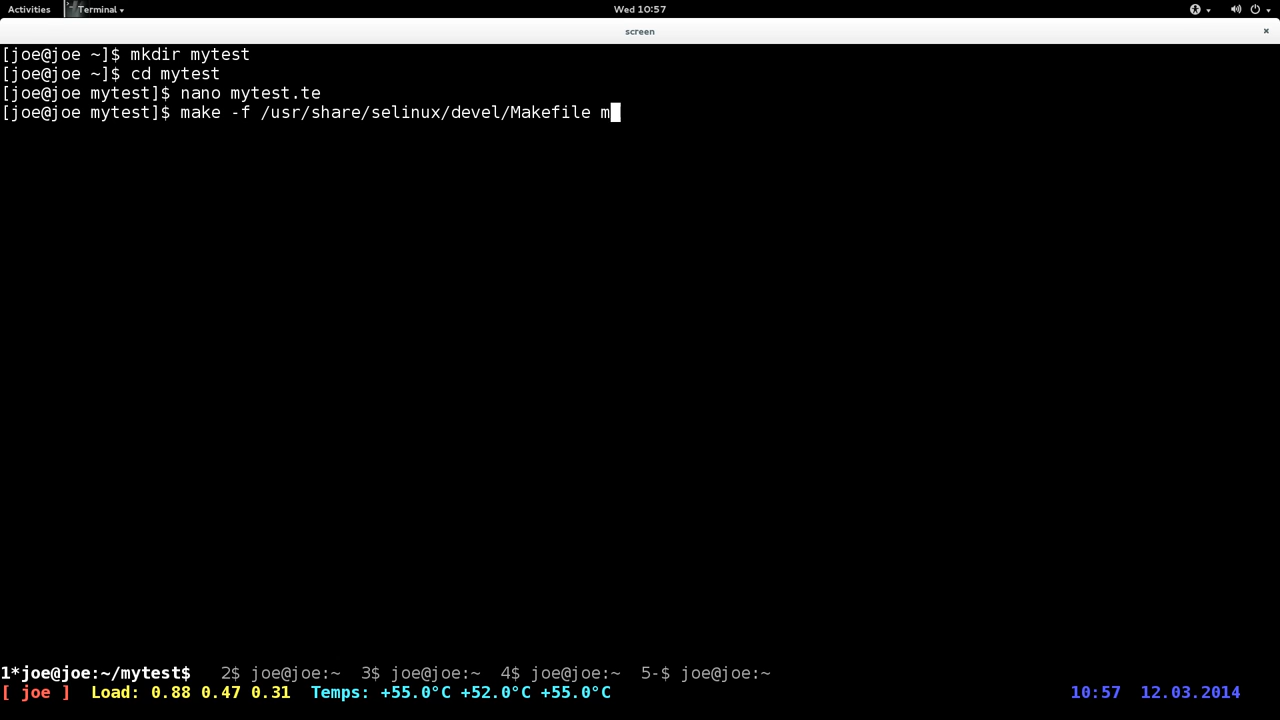 Activities Terminal Wed 10:57
screen ×
[joe@joe ~]$ mkdir mytest
[joe@joe ~]$ cd mytest
[joe@joe mytest]$ nano mytest.te
[joe@joe mytest]$ make -f /usr/share/selinux/devel/Makefile m
1*joe@joe:~/mytest$ 2$ joe@joe:~ 3$ joe@joe:~ 4$ joe@joe:~ 5-$ joe@joe:~
[ joe ] Load: 0.88 0.47 0.31 Temps: +55.0°C +52.0°C +55.0°C 10:57 12.03.2014